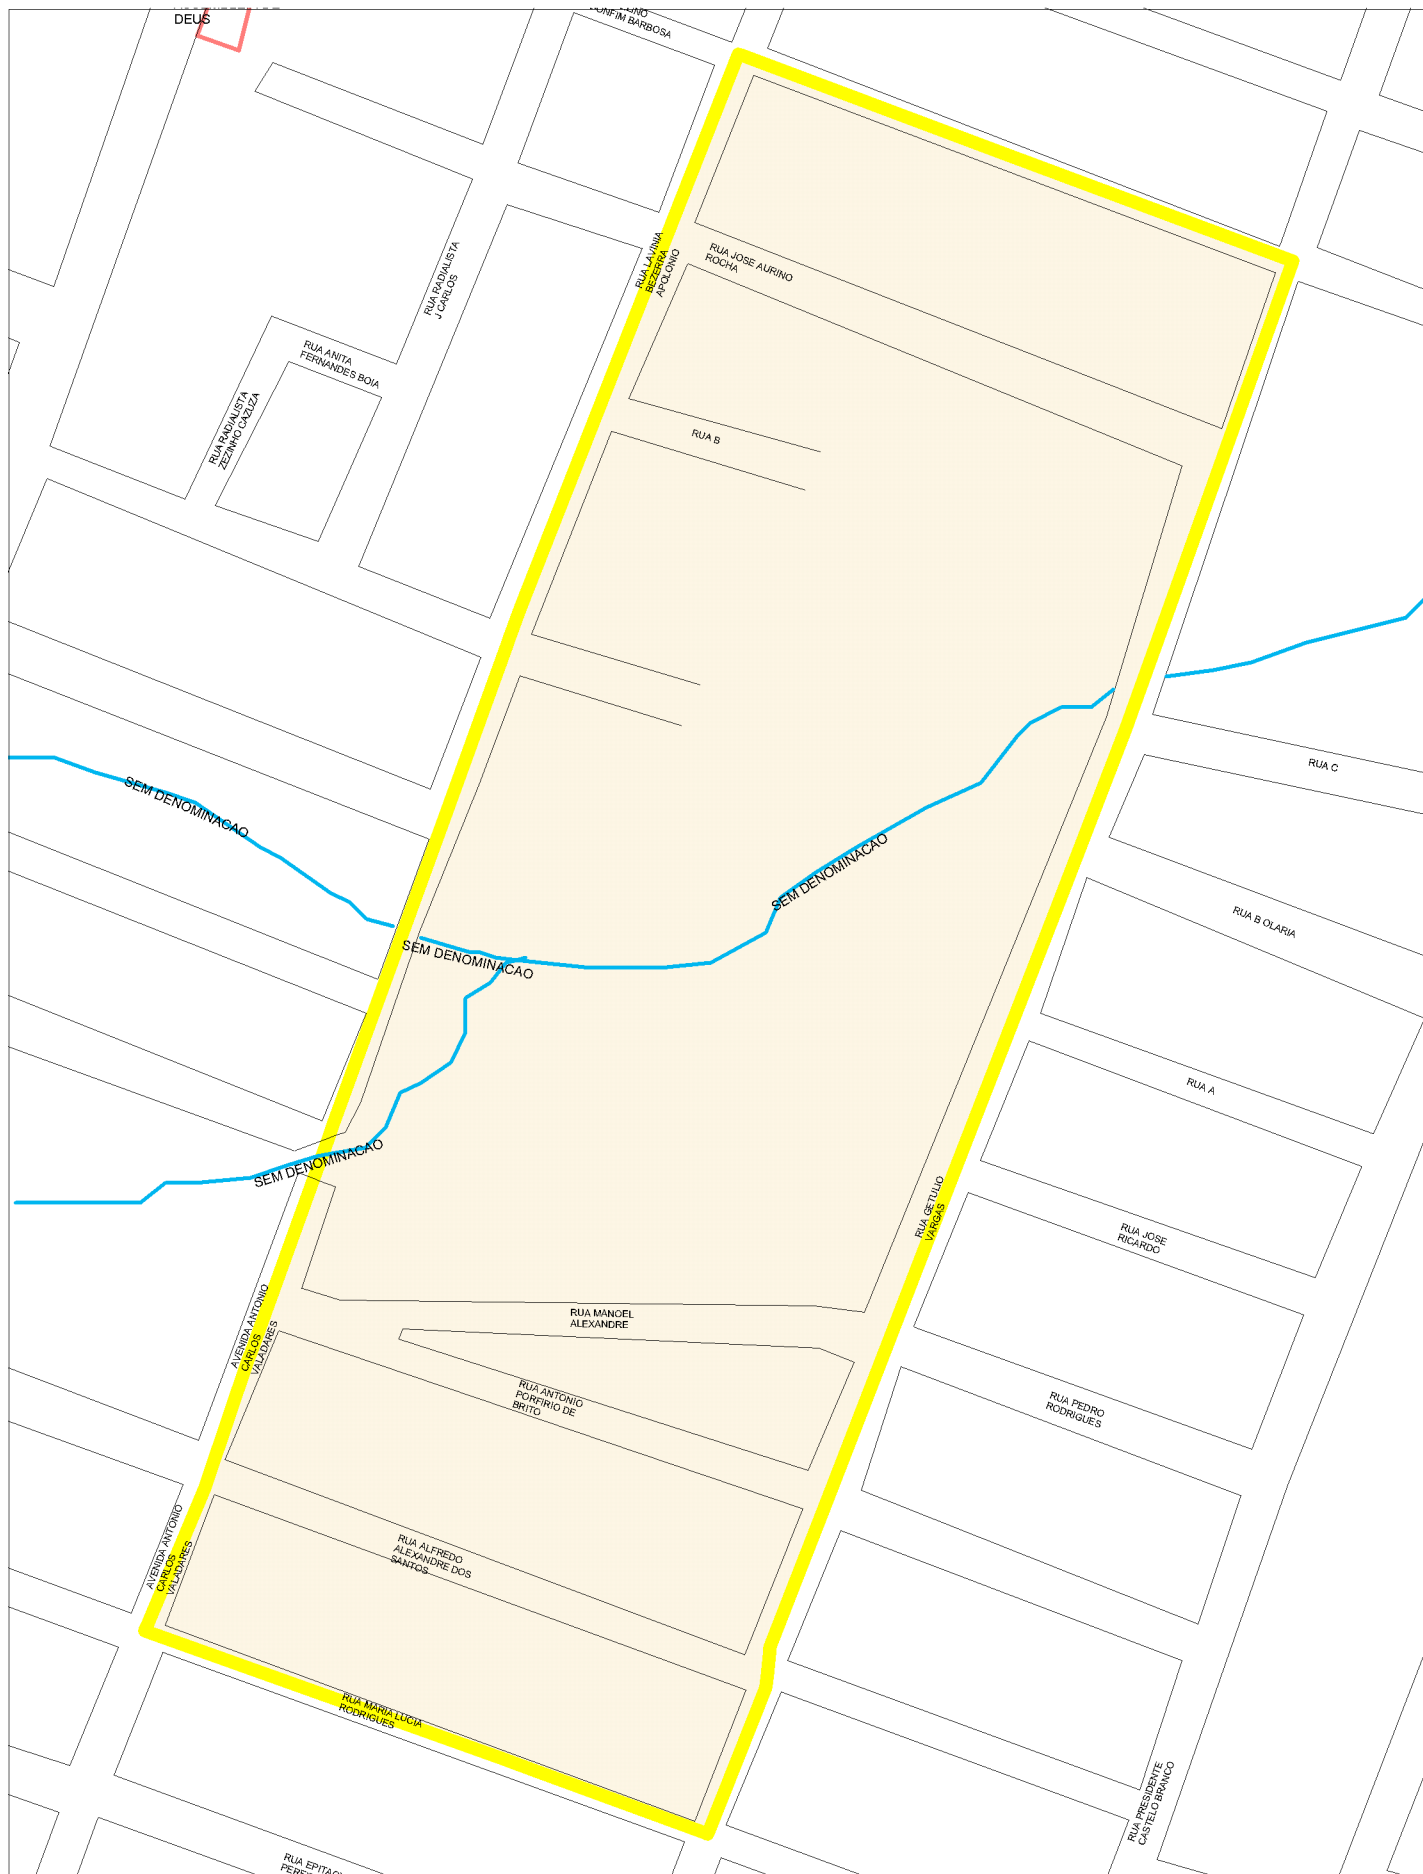 DEUS
BONFIM BARBOSA
RUA LAVINIA
BEZERRA
APOLONIO
RUA JOSE AURINO
ROCHA
RUA RADIALISTA
J CARLOS
RUA ANITA
FERNANDES BOIA
RUA RADIALISTA
ZEZINHO CAZUZA
RUA B
RUA C
SEM DENOMINACAO
SEM DENOMINACAO
SEM DENOMINACAO
RUA B OLARIA
RUA A
SEM DENOMINACAO
RUA GETULIO
VARGAS
RUA JOSE
RICARDO
AVENIDA ANTONIO
CARLOS
VALADARES
RUA MANOEL
ALEXANDRE
RUA ANTONIO
PORFIRIO DE
BRITO
RUA PEDRO
RODRIGUES
AVENIDA ANTONIO
CARLOS
VALADARES
RUA ALFREDO
ALEXANDRE DOS
SANTOS
RUA MARIA LUCIA
RODRIGUES
RUA PRESIDENTE
CASTELO BRANCO
RUA